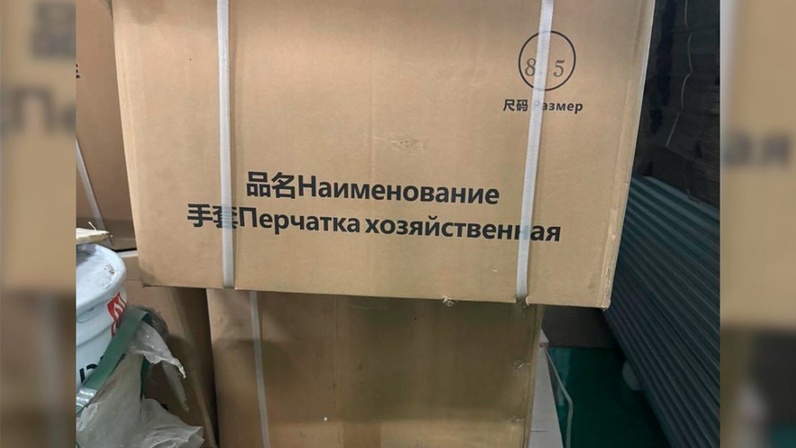 8.5
尺码 Размер
品名Наименование
手套Перчатка хозяйственная